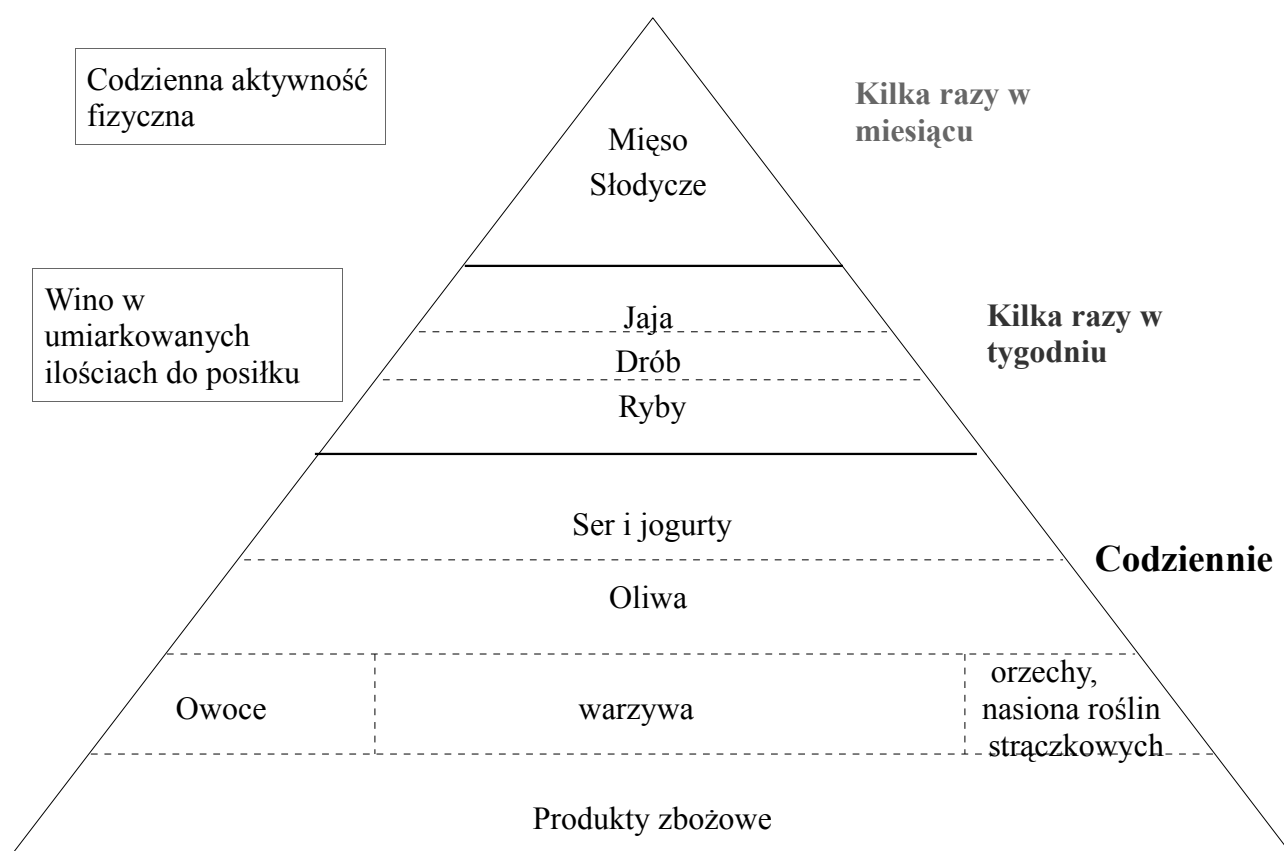 Codzienna aktywność
fizyczna
Kilka razy w
miesiącu
Mięso
Słodycze
Wino w
umiarkowanych
ilościach do posiłku
Jaja
Drób
Ryby
Kilka razy w
tygodniu
Ser i jogurty
Codziennie
Oliwa
Owoce
warzywa
orzechy,
nasiona roślin
strączkowych
Produkty zbożowe